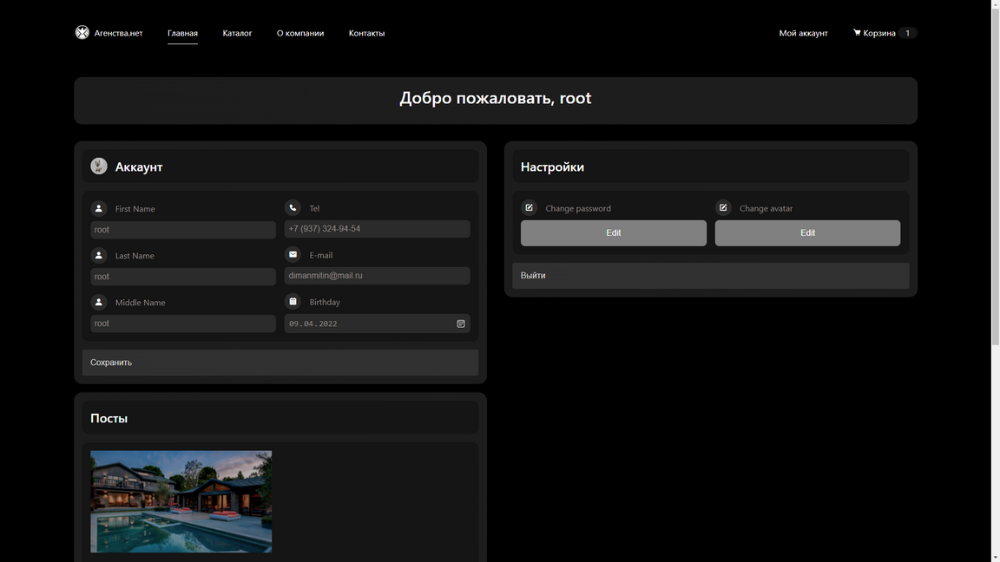 Агенства.нет
Главная
Каталог
О компании
Контакты
Мой аккаунт
Корзина 1
Добро пожаловать, root
Аккаунт
First Name
root
Last Name
root
Middle Name
root
Tel
+7 (937) 324-94-54
E-mail
dimanmitin@mail.ru
Birthday
09.04.2022
Сохранить
Настройки
Change password
Edit
Change avatar
Edit
Выйти
Посты